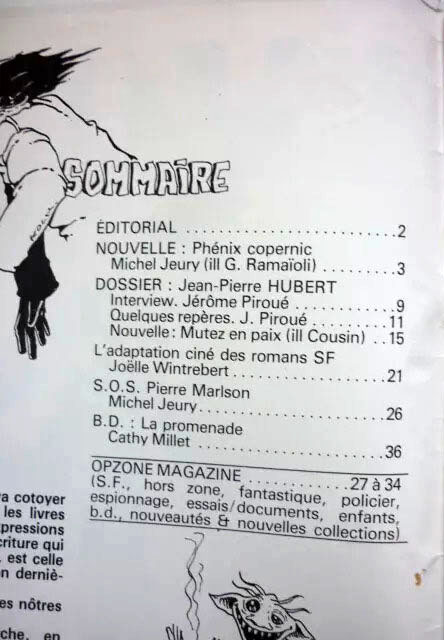 SOMMAIRE
ÉDITORIAL ........................2
NOUVELLE : Phénix copernic
Michel Jeury (ill G. Ramaïoli) .........3
DOSSIER : Jean-Pierre HUBERT
Interview. Jérôme Piroué ............9
Quelques repères. J. Piroué .........11
Nouvelle: Mutez en paix (ill Cousin) ..15
L'adaptation ciné des romans SF
Joëlle Wintrebert ..................21
S.O.S. Pierre Marlson
Michel Jeury.......................26
B.D. : La promenade
Cathy Millet .......................36
OPZONE MAGAZINE .............27 à 34
(S.F., hors zone, fantastique, policier,
espionnage, essais/documents, enfants,
b.d., nouveautés & nouvelles collections)
a cotoyer
les livres
pressions
criture qui
, est celle
n derniè-
es nôtres
che, en